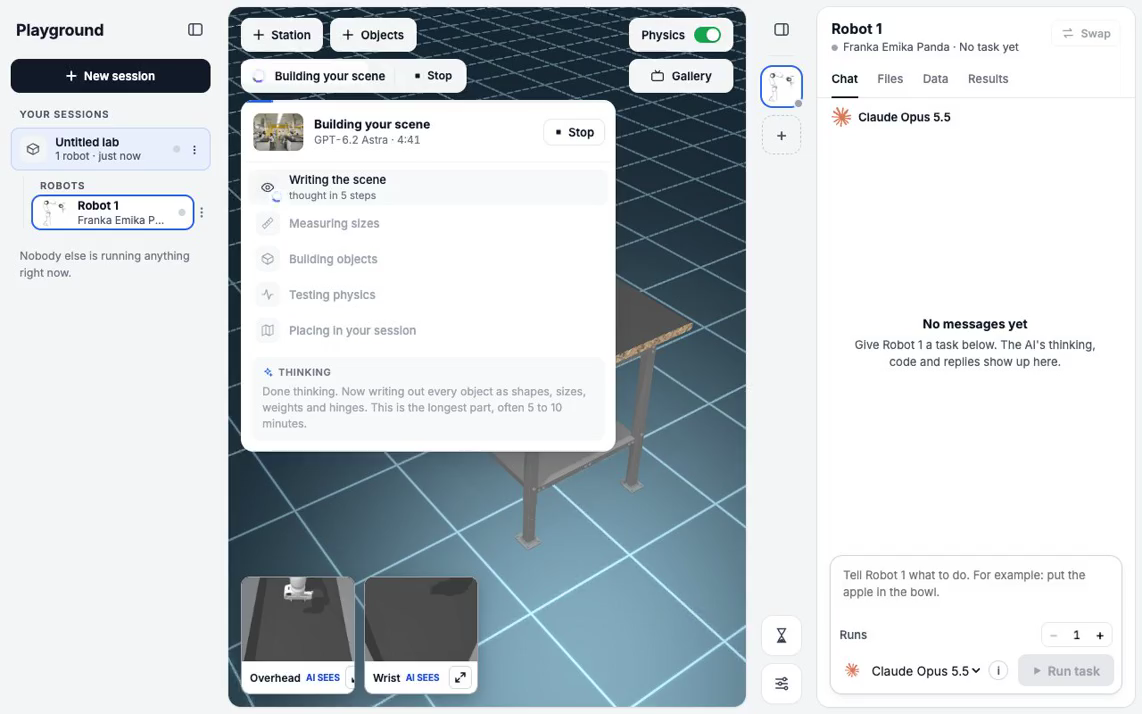 Playground
+ New session
YOUR SESSIONS
Untitled lab
1 robot · just now
ROBOTS
Robot 1
Franka Emika P...
Nobody else is running anything
right now.
+ Station
+ Objects
Physics
Building your scene
Stop
Gallery
Building your scene
GPT-6.2 Astra · 4:41
Stop
Writing the scene
thought in 5 steps
Measuring sizes
Building objects
Testing physics
Placing in your session
THINKING
Done thinking. Now writing out every object as shapes, sizes,
weights and hinges. This is the longest part, often 5 to 10
minutes.
Overhead AI SEES
Wrist AI SEES
Robot 1
Franka Emika Panda · No task yet
Swap
Chat Files Data Results
Claude Opus 5.5
No messages yet
Give Robot 1 a task below. The AI's thinking,
code and replies show up here.
Tell Robot 1 what to do. For example: put the
apple in the bowl.
Runs
− 1 +
Claude Opus 5.5
i
Run task